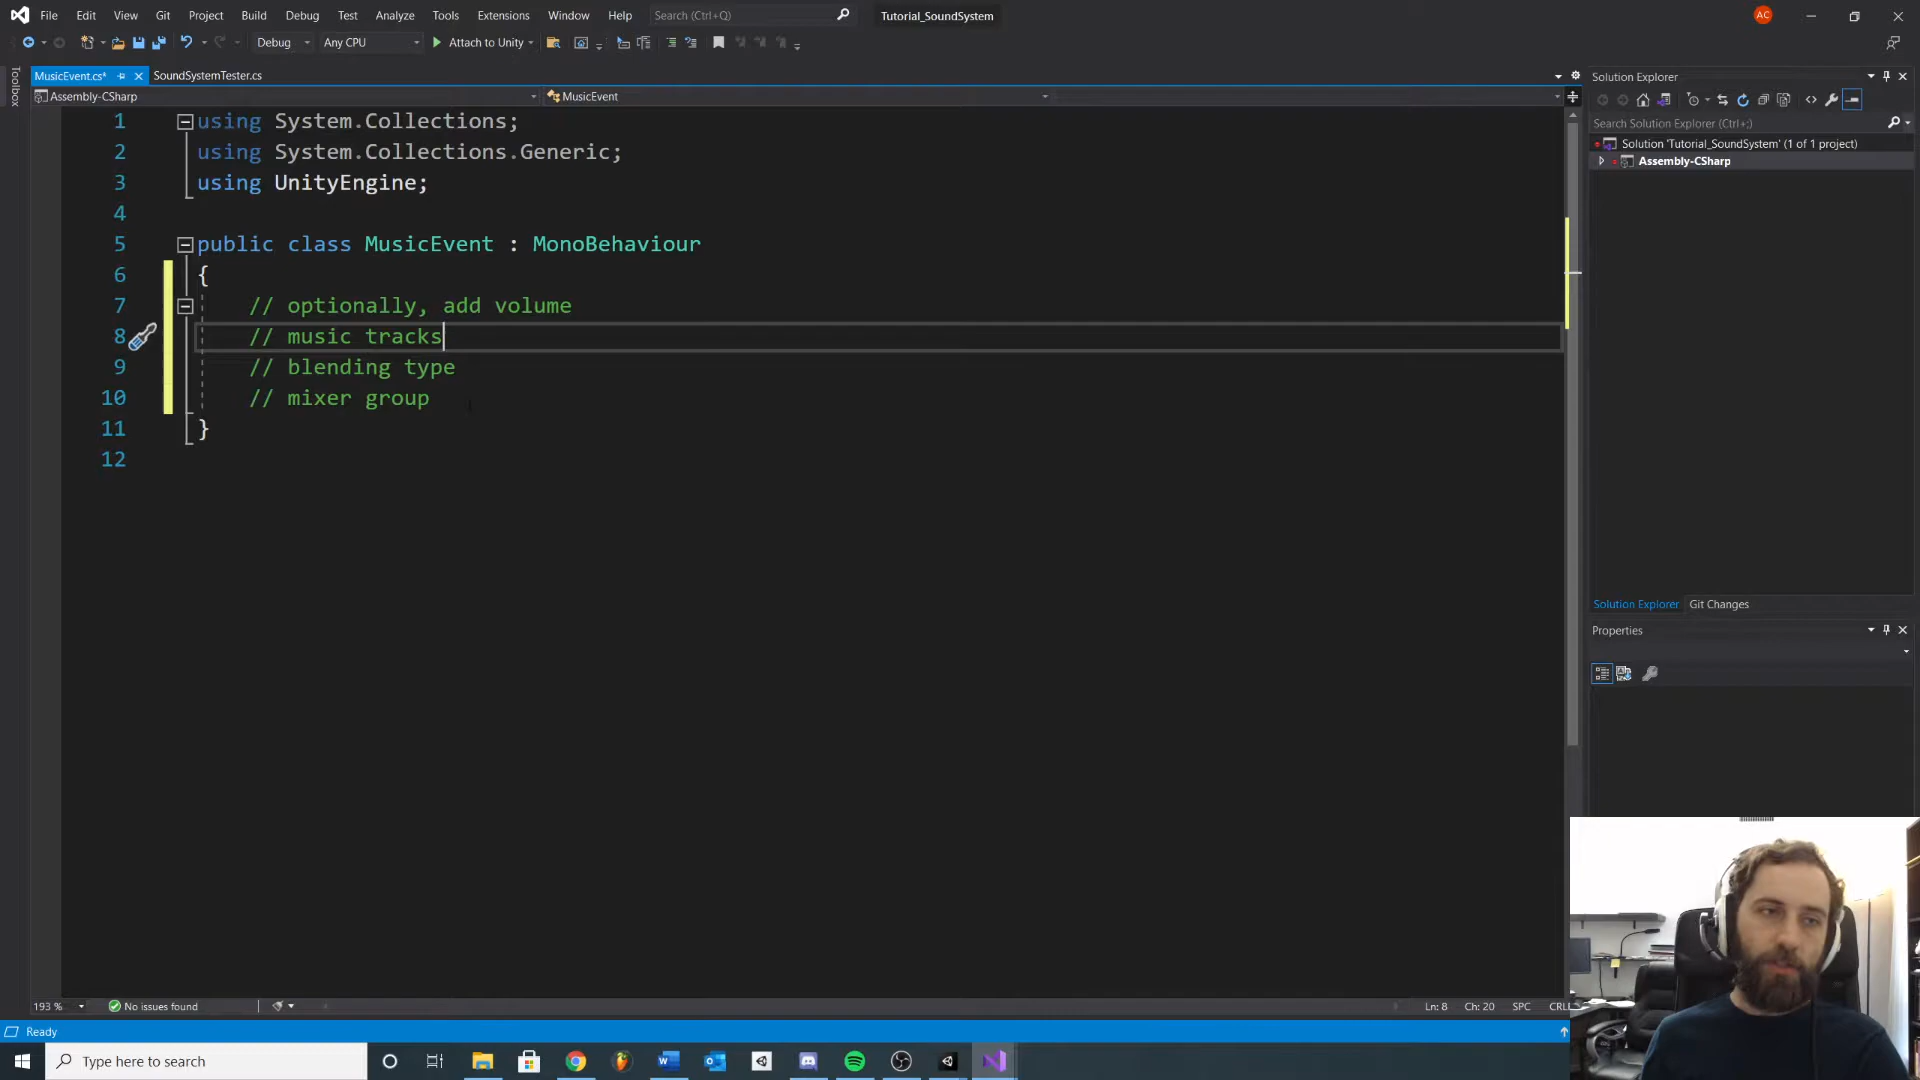 File Edit View Git Project Build Debug Test Analyze Tools Extensions Window Help Search (Ctrl+Q) Tutorial_SoundSystem AC
Debug Any CPU Attach to Unity
Toolbox
MusicEvent.cs* SoundSystemTester.cs
Assembly-CSharp MusicEvent
1 using System.Collections;
2 using System.Collections.Generic;
3 using UnityEngine;
4
5 public class MusicEvent : MonoBehaviour
6 {
7 // optionally, add volume
8 // music tracks
9 // blending type
10 // mixer group
11 }
12
Solution Explorer
Search Solution Explorer (Ctrl+;)
Solution 'Tutorial_SoundSystem' (1 of 1 project)
Assembly-CSharp
Solution Explorer Git Changes
Properties
193 % No issues found Ln: 8 Ch: 20 SPC CRL
Ready
Type here to search